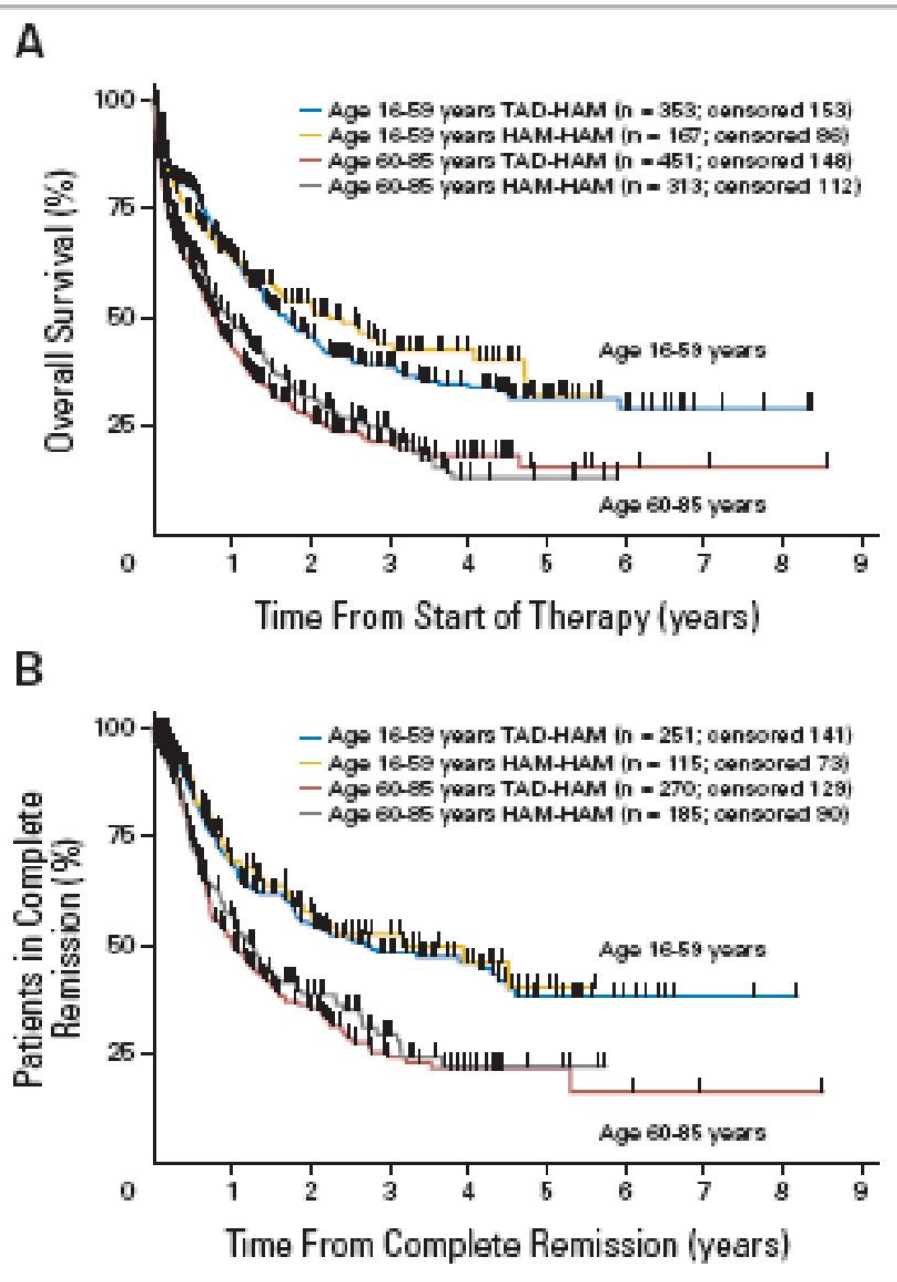 A
Overall Survival (%)
100
75
50
25
Age 16-59 years TAD-HAM (n = 353; censored 153)
Age 16-59 years HAM-HAM (n = 167; censored 86)
Age 60-85 years TAD-HAM (n = 451; censored 148)
Age 60-85 years HAM-HAM (n = 313; censored 112)
Age 16-59 years
Age 60-85 years
0 1 2 3 4 5 6 7 8 9
Time From Start of Therapy (years)
B
Patients in Complete
Remission (%)
100
75
50
25
Age 16-59 years TAD-HAM (n = 251; censored 141)
Age 16-59 years HAM-HAM (n = 115; censored 73)
Age 60-85 years TAD-HAM (n = 270; censored 129)
Age 60-85 years HAM-HAM (n = 185; censored 90)
Age 16-59 years
Age 60-85 years
0 1 2 3 4 5 6 7 8 9
Time From Complete Remission (years)